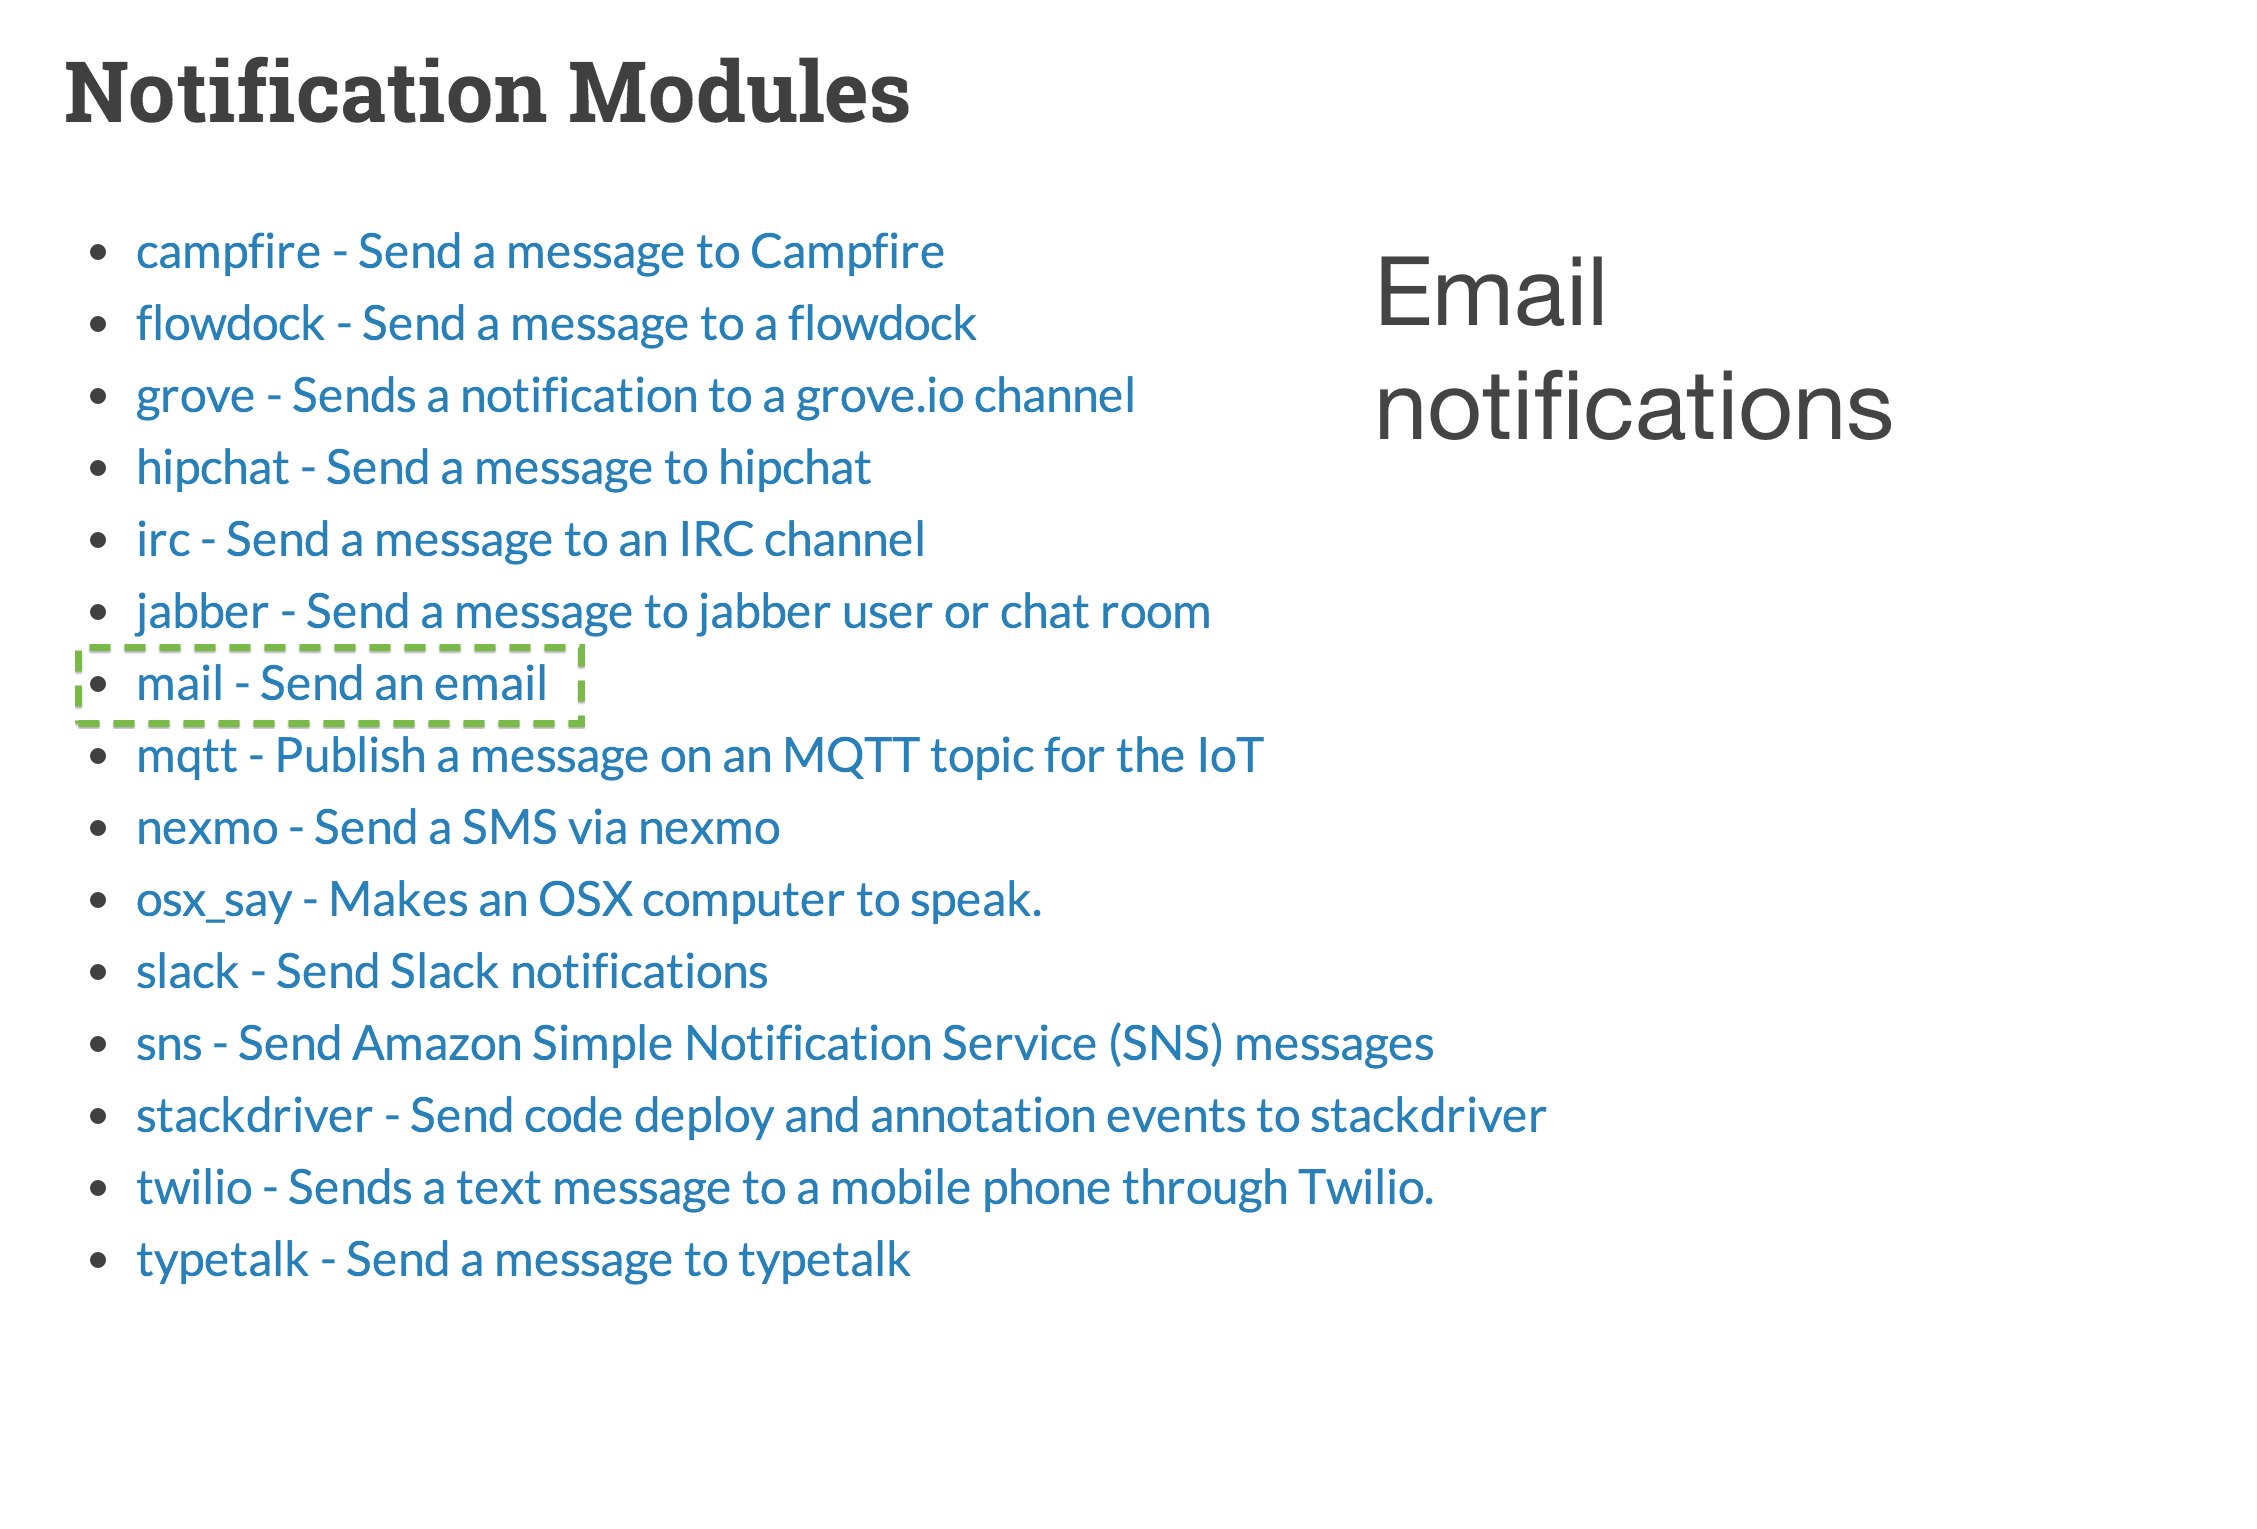 Notification Modules
campfire - Send a message to Campfire
flowdock - Send a message to a flowdock
grove - Sends a notification to a grove.io channel
hipchat - Send a message to hipchat
irc - Send a message to an IRC channel
jabber - Send a message to jabber user or chat room
mail - Send an email
mqtt - Publish a message on an MQTT topic for the IoT
nexmo - Send a SMS via nexmo
osx_say - Makes an OSX computer to speak.
slack - Send Slack notifications
sns - Send Amazon Simple Notification Service (SNS) messages
stackdriver - Send code deploy and annotation events to stackdriver
twilio - Sends a text message to a mobile phone through Twilio.
typetalk - Send a message to typetalk
Email
notifications